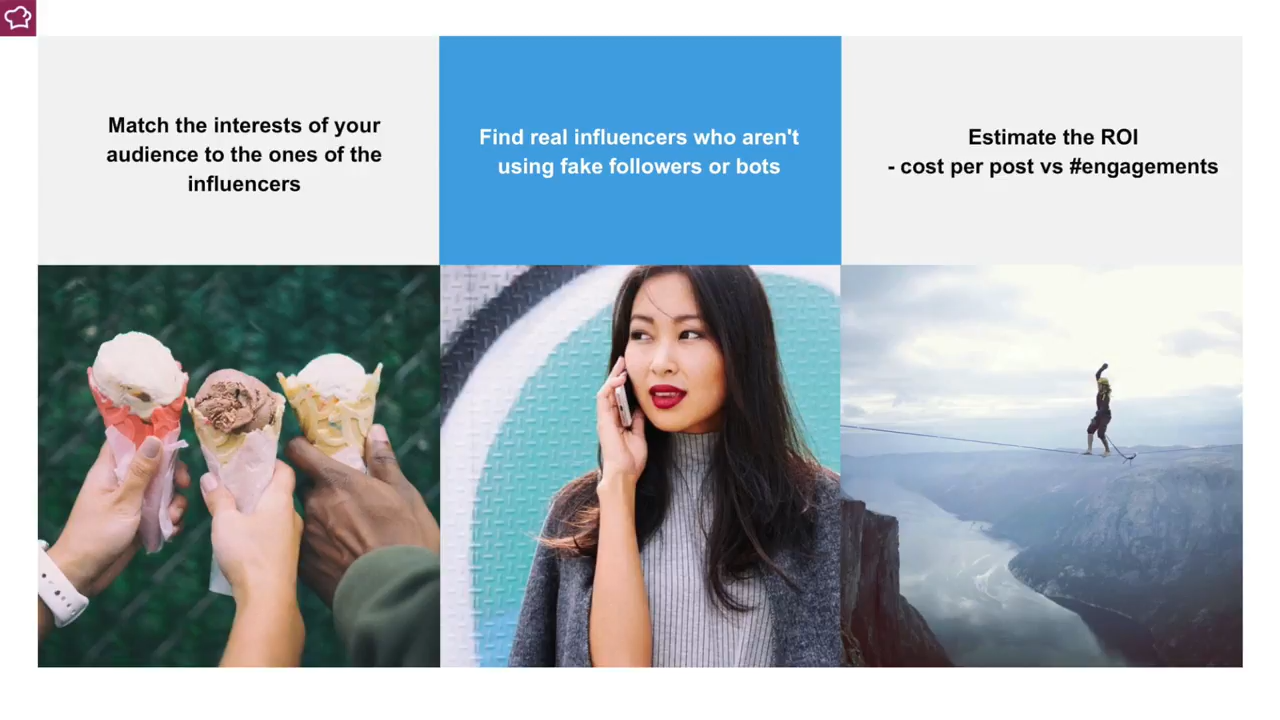 Match the interests of your
audience to the ones of the
influencers
Find real influencers who aren't
using fake followers or bots
Estimate the ROI
- cost per post vs #engagements